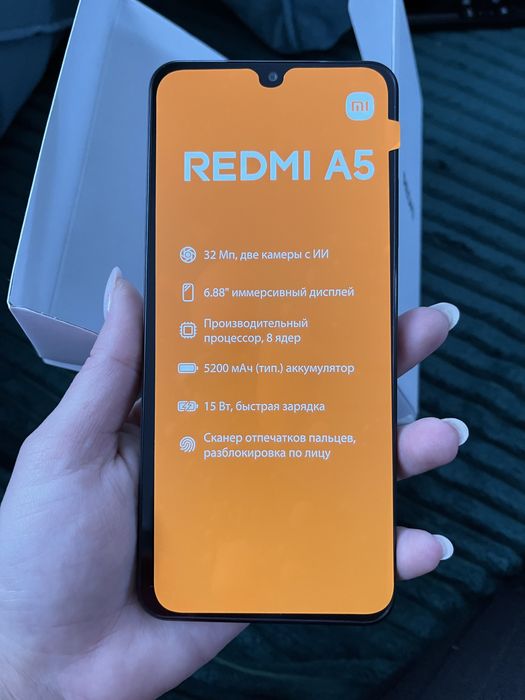 mi
REDMI A5
32 Мп, две камеры с ИИ
6.88" иммерсивный дисплей
Производительный
процессор, 8 ядер
5200 мАч (тип.) аккумулятор
15 Вт, быстрая зарядка
Сканер отпечатков пальцев,
разблокировка по лицу